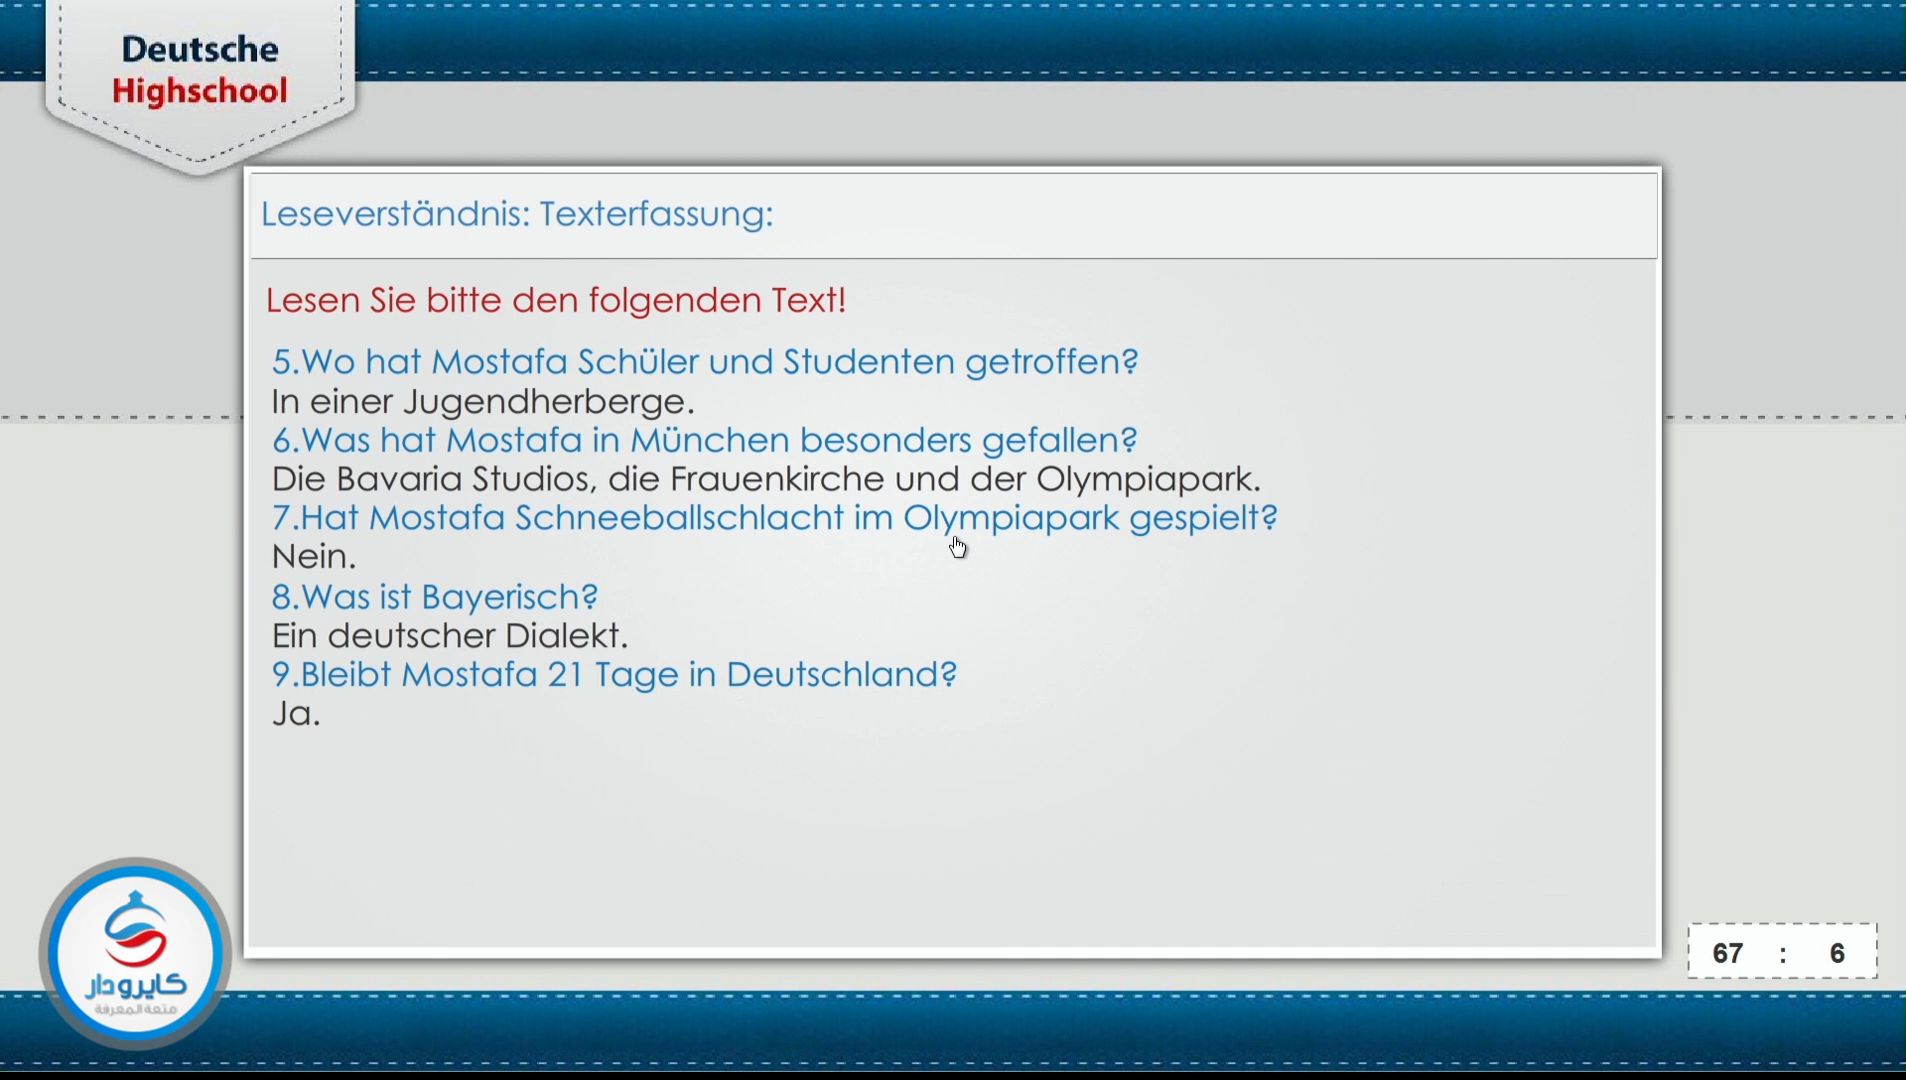 Deutsche
Highschool
Leseverständnis: Texterfassung:
Lesen Sie bitte den folgenden Text!
5.Wo hat Mostafa Schüler und Studenten getroffen?
In einer Jugendherberge.
6.Was hat Mostafa in München besonders gefallen?
Die Bavaria Studios, die Frauenkirche und der Olympiapark.
7.Hat Mostafa Schneeballschlacht im Olympiapark gespielt?
Nein.
8.Was ist Bayerisch?
Ein deutscher Dialekt.
9.Bleibt Mostafa 21 Tage in Deutschland?
Ja.
كايرودار
متعة المعرفة
67 : 6